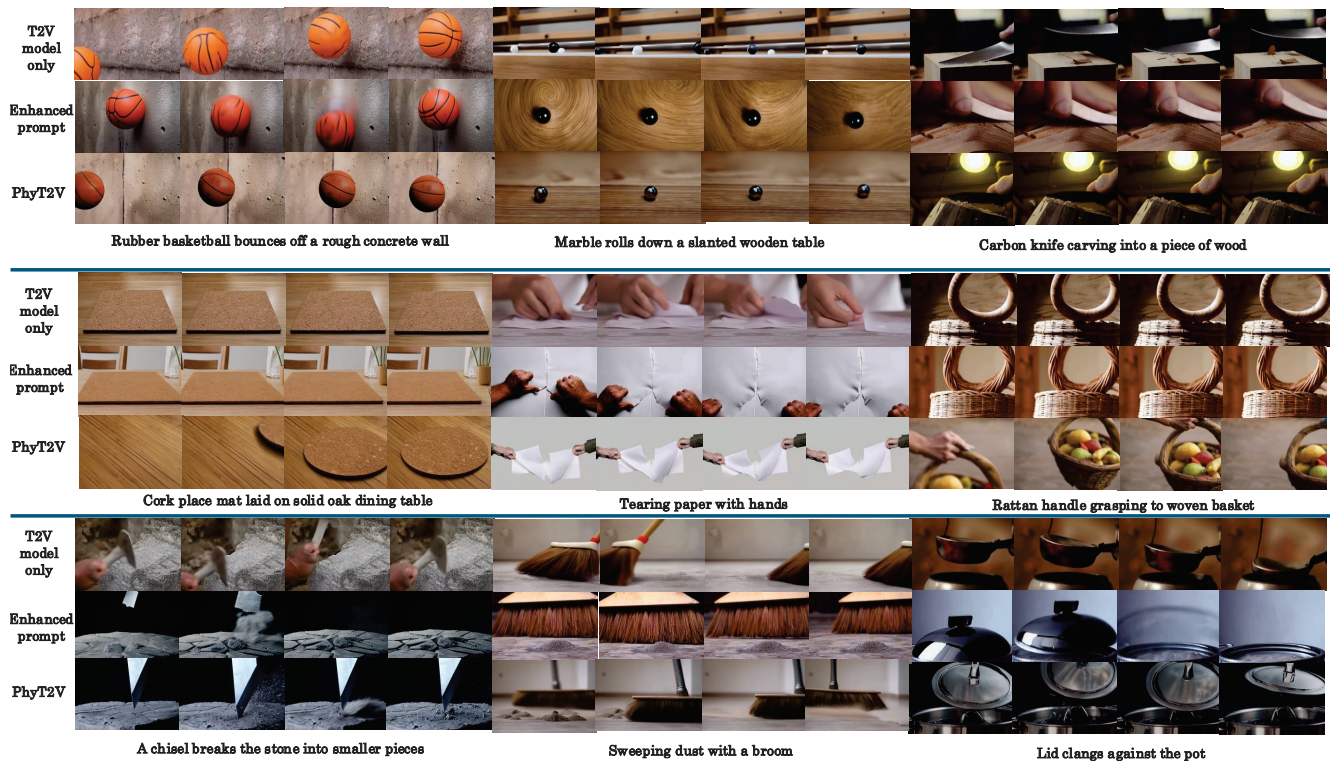 T2V
model
only
Enhanced
prompt
PhyT2V
Rubber basketball bounces off a rough concrete wall
Marble rolls down a slanted wooden table
Carbon knife carving into a piece of wood
T2V
model
only
Enhanced
prompt
PhyT2V
Cork place mat laid on solid oak dining table
Tearing paper with hands
Rattan handle grasping to woven basket
T2V
model
only
Enhanced
prompt
PhyT2V
A chisel breaks the stone into smaller pieces
Sweeping dust with a broom
Lid clangs against the pot